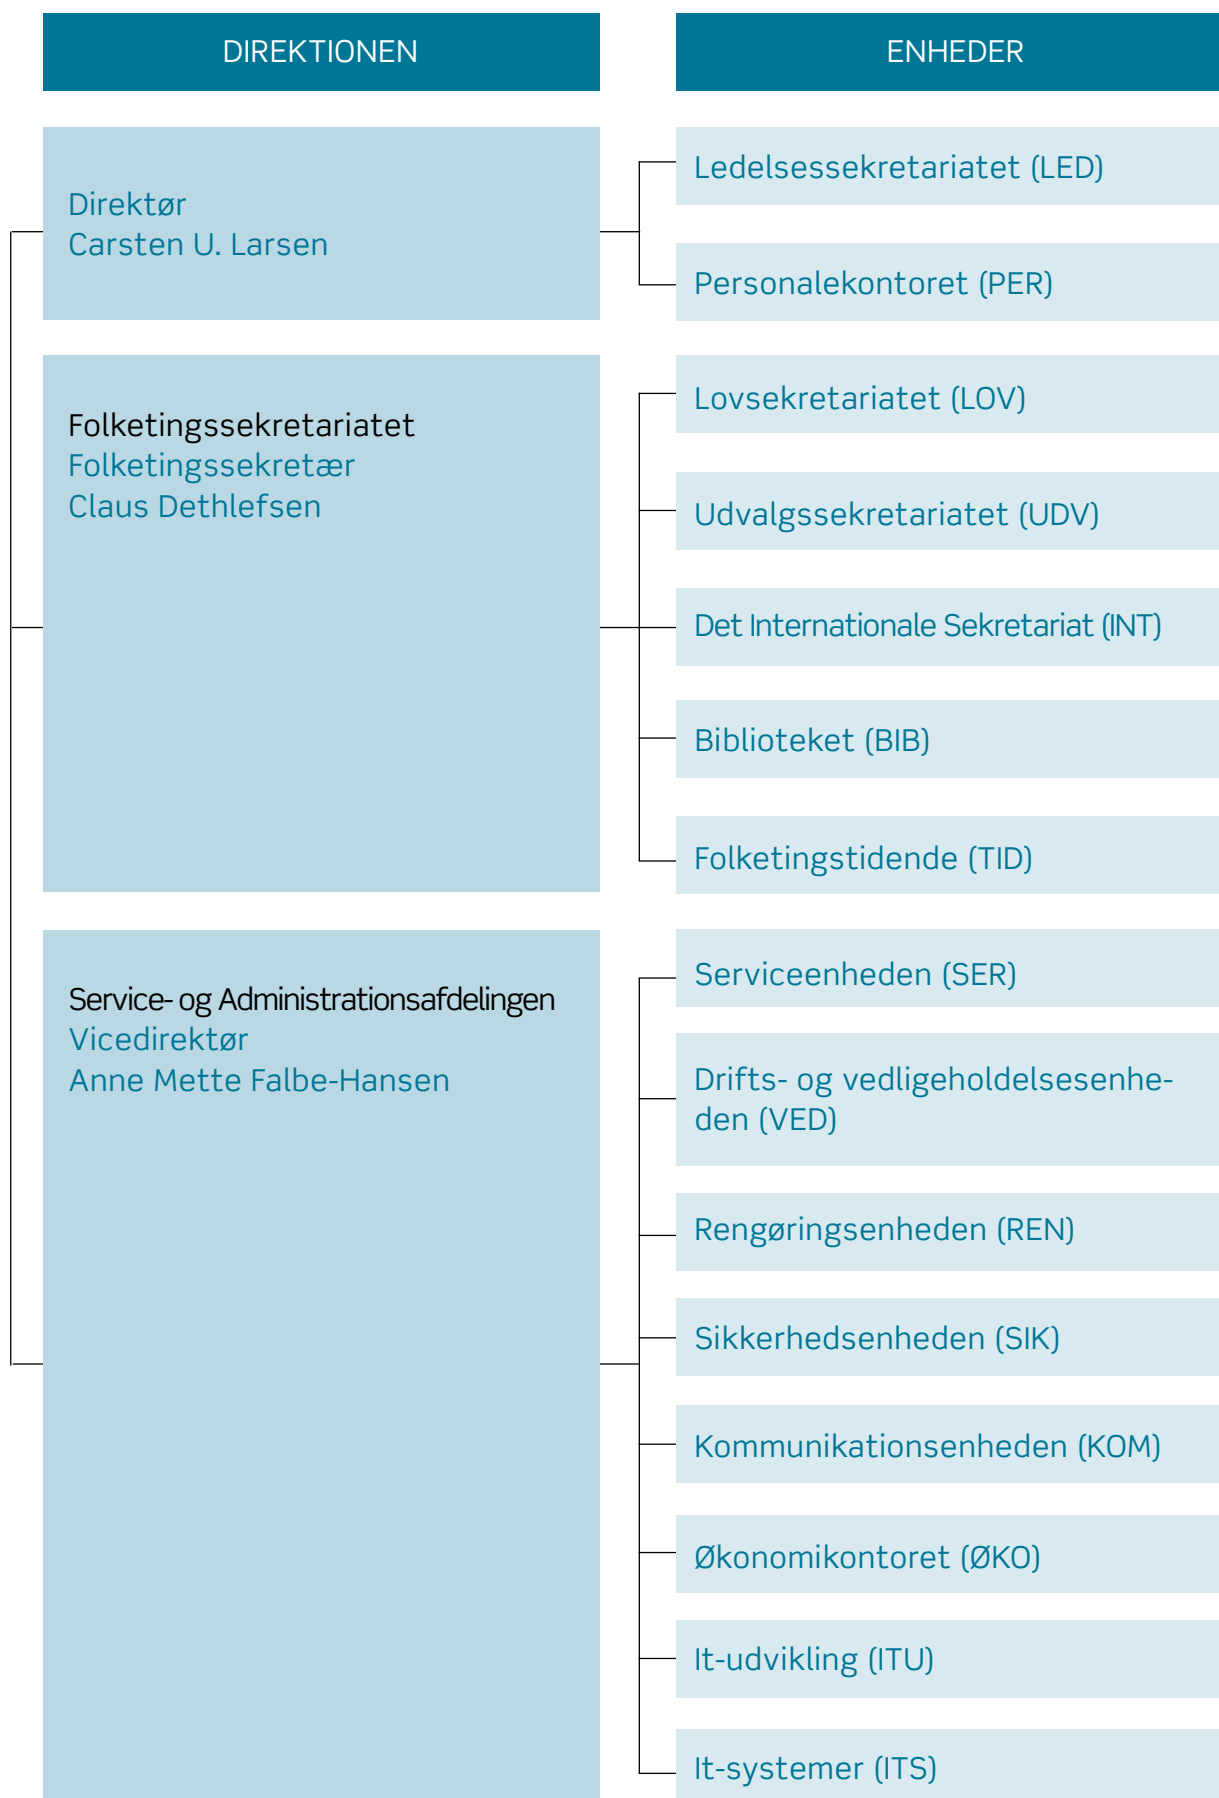 DIREKTIONEN
ENHEDER
Direktør
Carsten U. Larsen
Ledelsessekretariatet (LED)
Personalekontoret (PER)
Folketingssekretariatet
Folketingssekretær
Claus Dethlefsen
Lovsekretariatet (LOV)
Udvalgssekretariatet (UDV)
Det Internationale Sekretariat (INT)
Biblioteket (BIB)
Folketingstidende (TID)
Service- og Administrationsafdelingen
Vicedirektør
Anne Mette Falbe-Hansen
Serviceenheden (SER)
Drifts- og vedligeholdelsesenhe-
den (VED)
Rengøringsenheden (REN)
Sikkerhedsenheden (SIK)
Kommunikationsenheden (KOM)
Økonomikontoret (ØKO)
It-udvikling (ITU)
It-systemer (ITS)